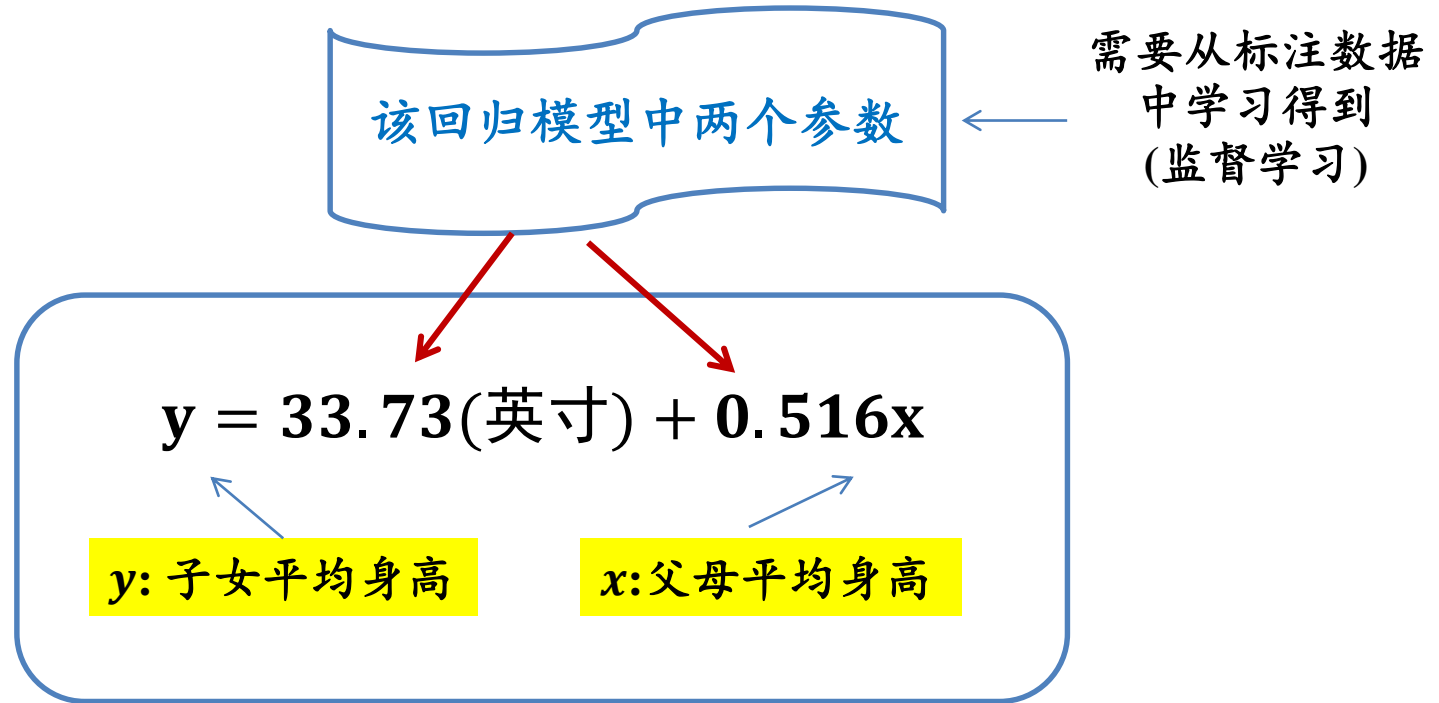 该回归模型中两个参数
需要从标注数据
中学习得到
(监督学习)
y = 33.73(英寸) + 0.516x
y: 子女平均身高
x:父母平均身高